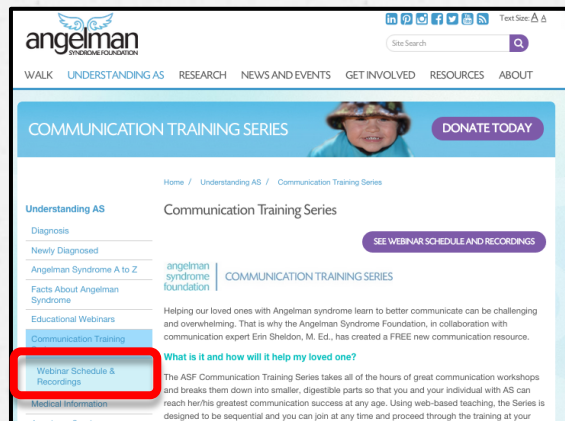 angelman
SYNDROME FOUNDATION
Text Size: A A
Site Search
WALK UNDERSTANDING AS RESEARCH NEWS AND EVENTS GET INVOLVED RESOURCES ABOUT
COMMUNICATION TRAINING SERIES
DONATE TODAY
Home / Understanding AS / Communication Training Series
Understanding AS
Diagnosis
Newly Diagnosed
Angelman Syndrome A to Z
Facts About Angelman
Syndrome
Educational Webinars
Communication Training
Webinar Schedule &
Recordings
Medical Information
Communication Training Series
SEE WEBINAR SCHEDULE AND RECORDINGS
angelman
syndrome
foundation
COMMUNICATION TRAINING SERIES
Helping our loved ones with Angelman syndrome learn to better communicate can be challenging
and overwhelming. That is why the Angelman Syndrome Foundation, in collaboration with
communication expert Erin Sheldon, M. Ed., has created a FREE new communication resource.
What is it and how will it help my loved one?
The ASF Communication Training Series takes all of the hours of great communication workshops
and breaks them down into smaller, digestible parts so that you and your individual with AS can
reach her/his greatest communication success at any age. Using web-based teaching, the Series is
designed to be sequential and you can join at any time and proceed through the training at your